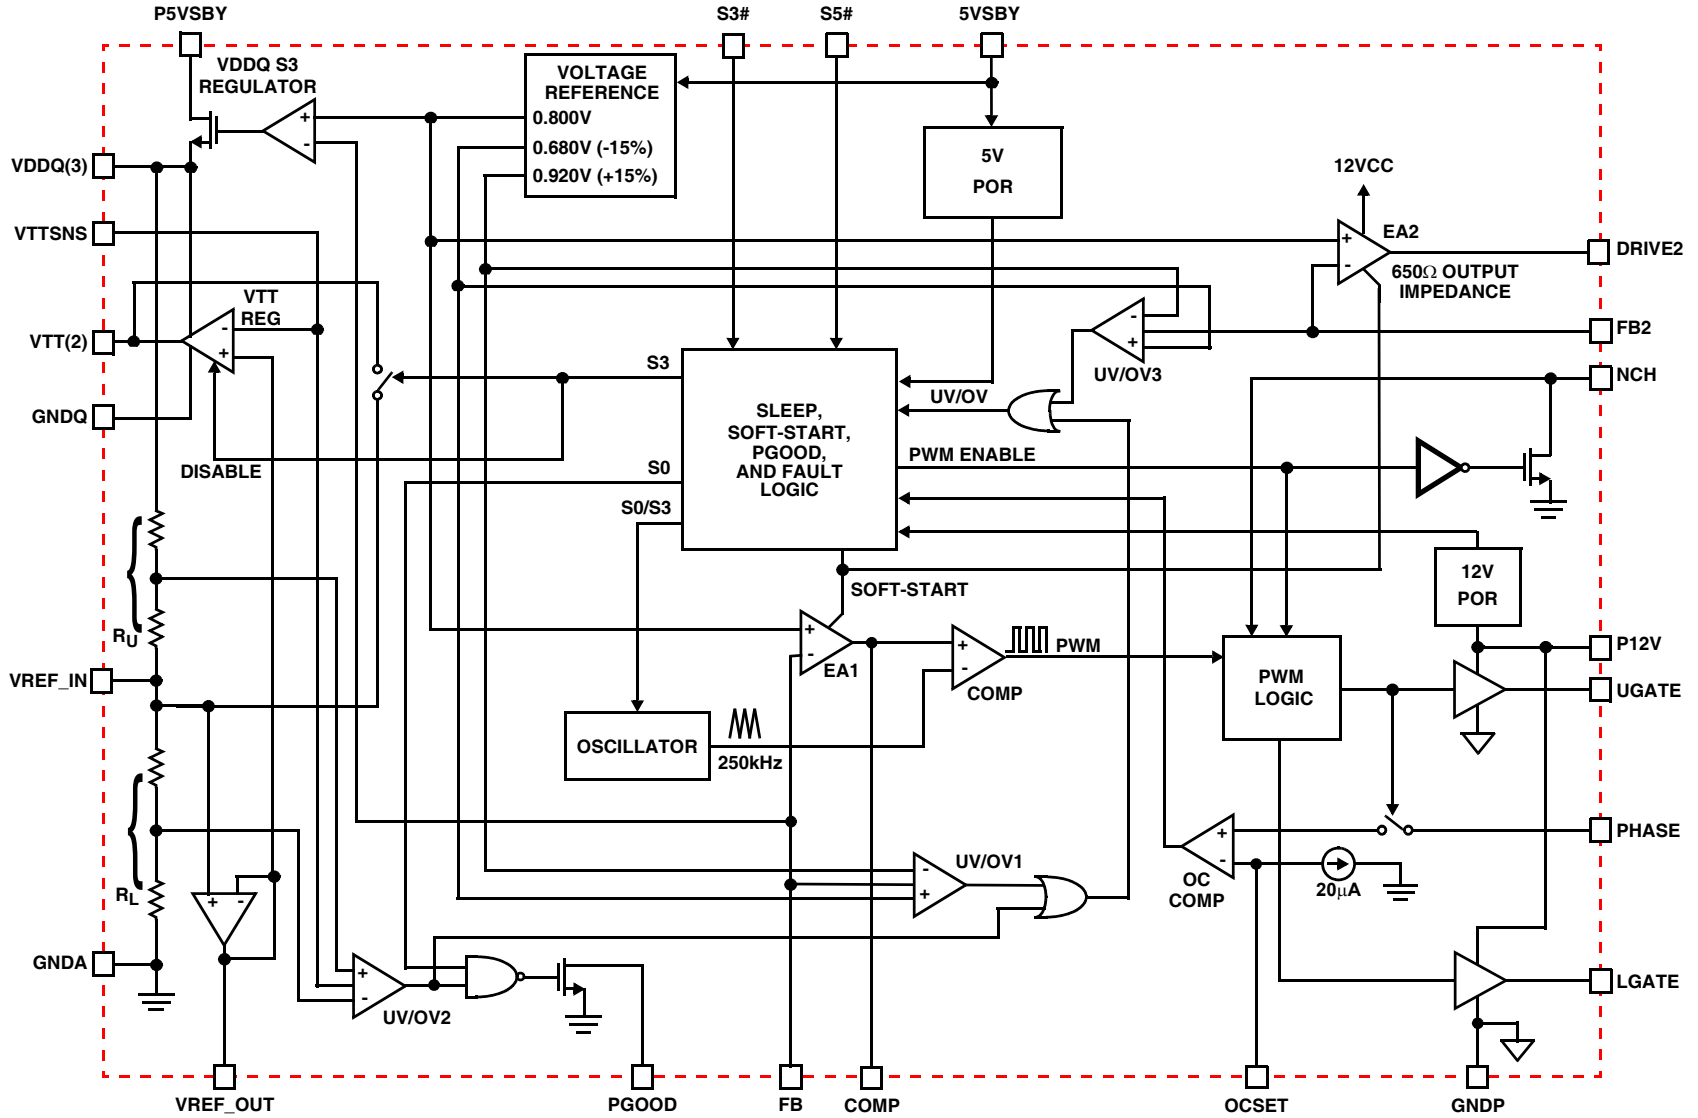 P5VSBY
S3#
S5#
5VSBY
VDDQ S3
REGULATOR
VOLTAGE
REFERENCE
0.800V
0.680V (-15%)
0.920V (+15%)
+
-
5V
POR
12VCC
VDDQ(3)
VTTSNS
EA2
+
-
DRIVE2
650Ω OUTPUT
IMPEDANCE
VTT
REG
-
+
VTT(2)
-
+
UV/OV3
FB2
S3
NCH
UV/OV
GNDQ
SLEEP,
SOFT-START,
PGOOD,
AND FAULT
LOGIC
DISABLE
S0
PWM ENABLE
S0/S3
12V
POR
SOFT-START
RU
+
-
EA1
+
-
COMP
PWM
P12V
VREF_IN
PWM
LOGIC
UGATE
OSCILLATOR
250kHz
+
-
OC
COMP
PHASE
20µA
UV/OV1
-
+
RL
+ -
GNDA
+
-
UV/OV2
LGATE
VREF_OUT
PGOOD
FB
COMP
OCSET
GNDP